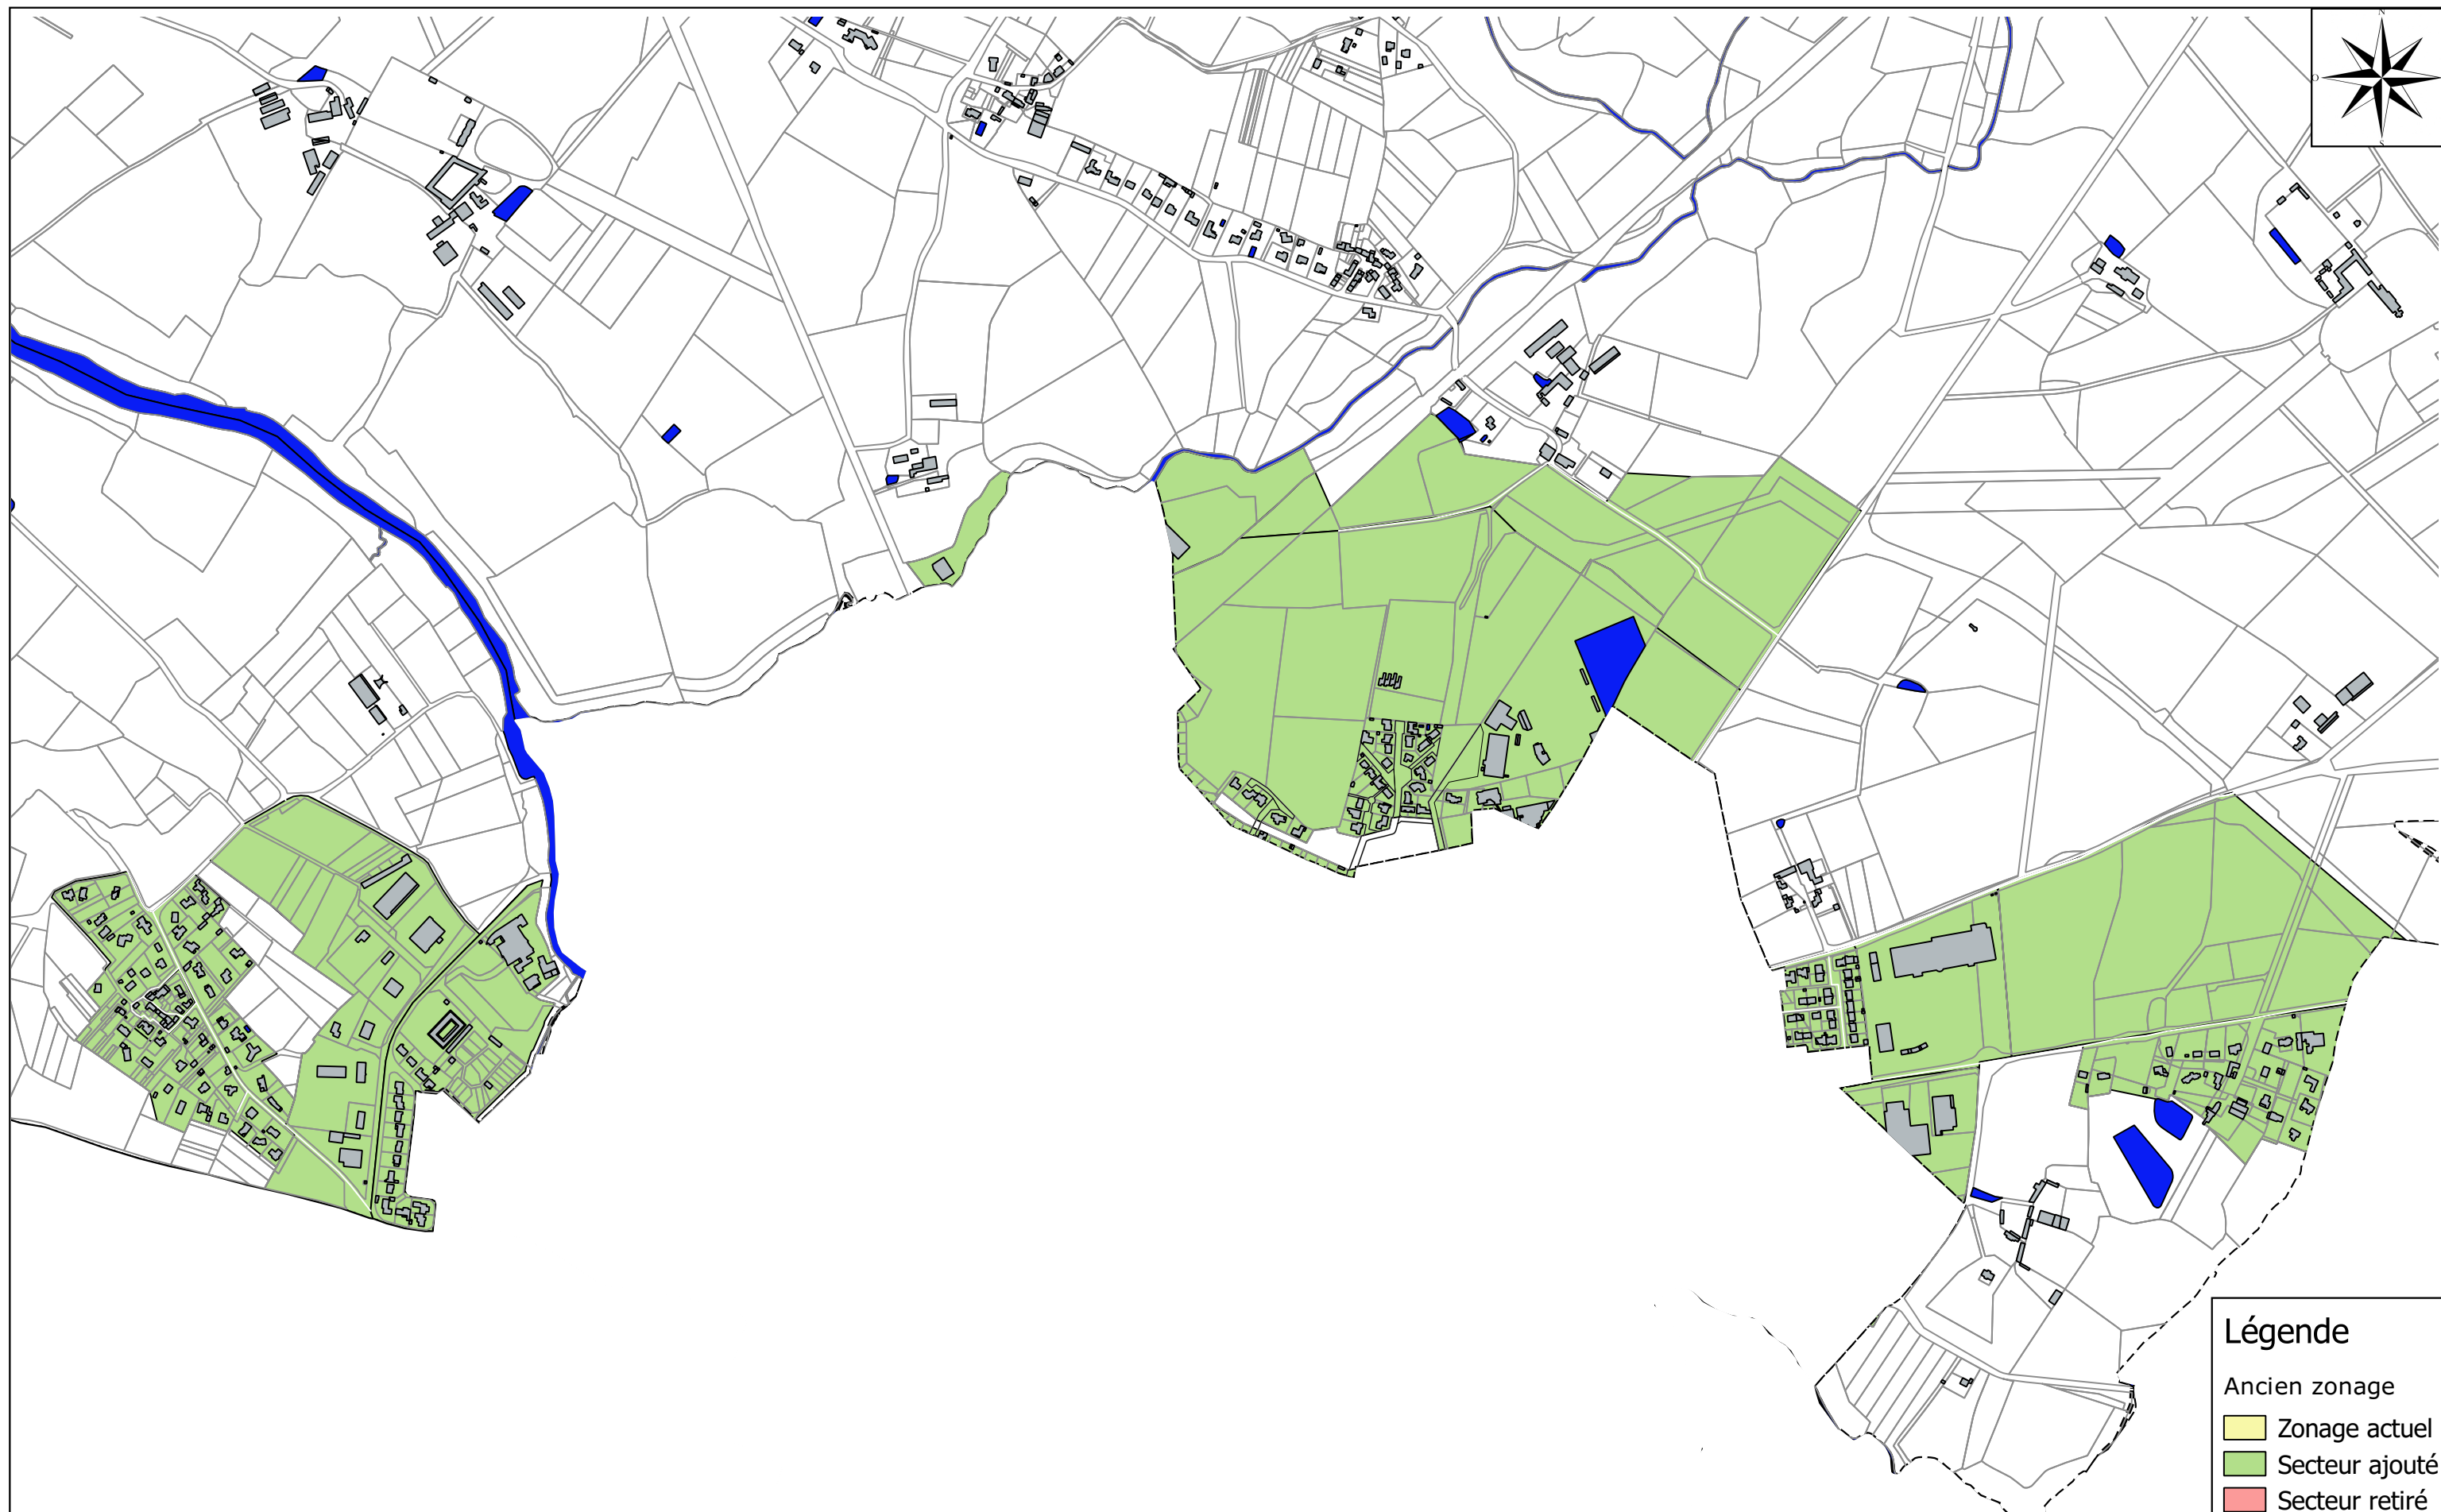 N
O
S
Légende
Ancien zonage
Zonage actuel
Secteur ajouté
Secteur retiré